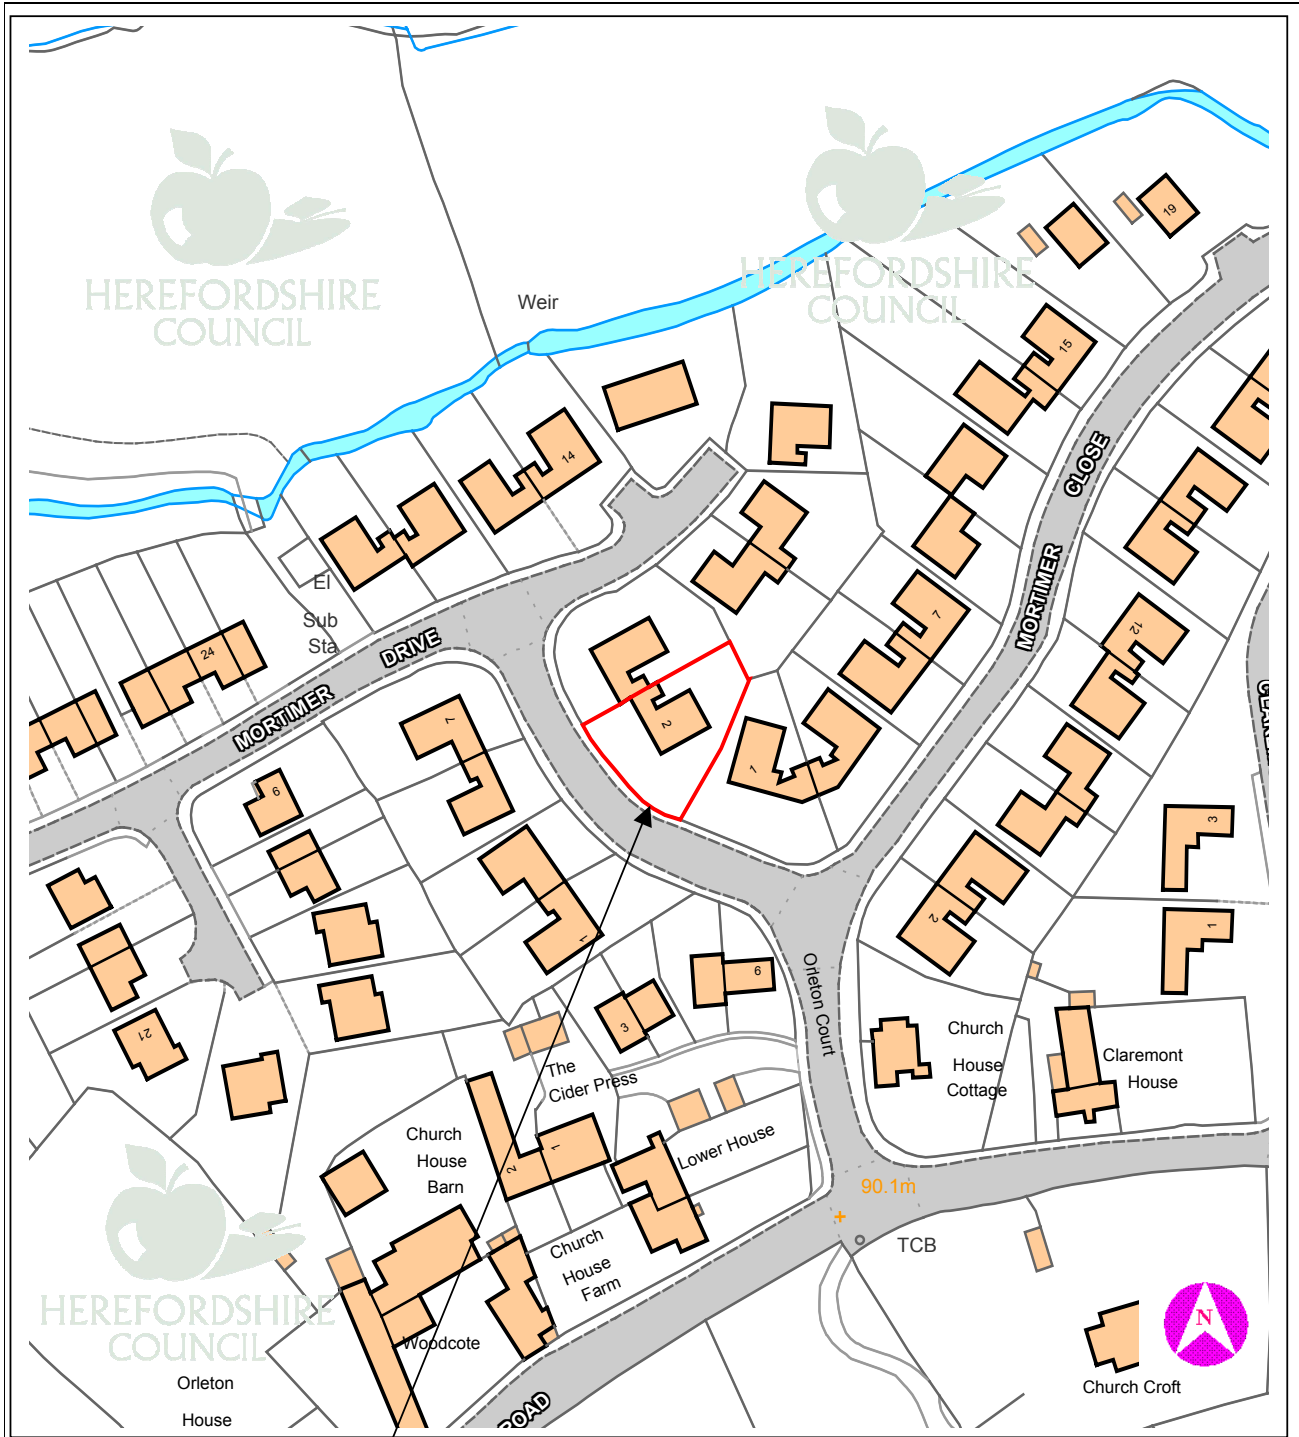 HEREFORDSHIRE
COUNCIL
HEREFORDSHIRE
COUNCIL
19
Weir
15
14
CLOSE
El
Sub
Sta
MORTIMER
7
12
24
DRIVE
MORTIMER
2
7
1
9
3
1
2
1
9
Orleton Court
3
21
The
Cider Press
Church
House
Cottage
Claremont
House
Church
House
Barn
1
2
Lower House
90.1m
TCB
Church
House
Farm
HEREFORDSHIRE
COUNCIL
Woodcote
Orleton
House
ROAD
N
Church Croft